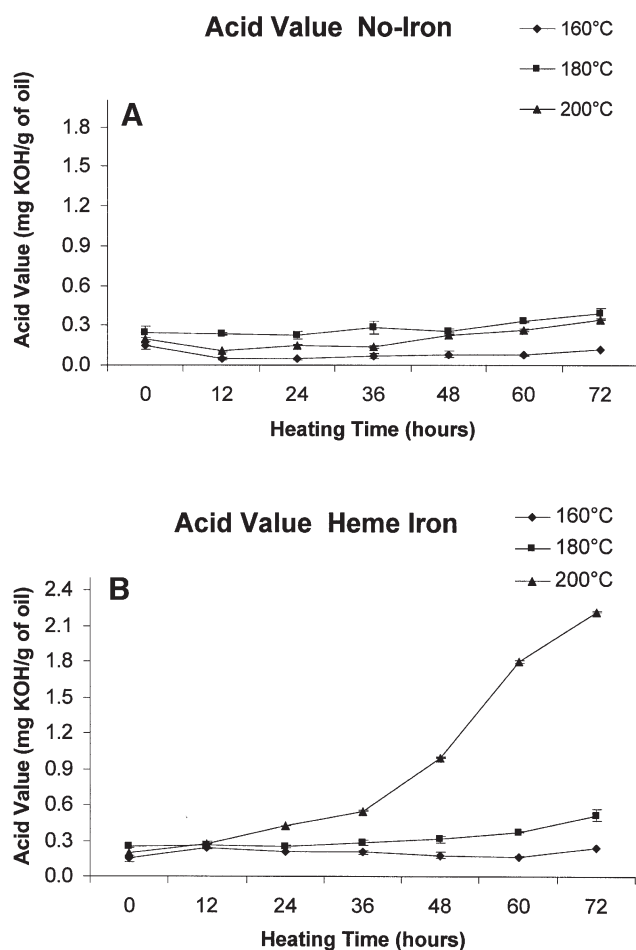 Acid Value No-Iron
160°C
180°C
200°C
A
Acid Value (mg KOH/g of oil)
1.8
1.5
1.2
0.9
0.6
0.3
0.0
0 12 24 36 48 60 72
Heating Time (hours)
Acid Value Heme Iron
160°C
180°C
200°C
B
Acid Value (mg KOH/g of oil)
2.4
2.1
1.8
1.5
1.2
0.9
0.6
0.3
0.0
0 12 24 36 48 60 72
Heating Time (hours)